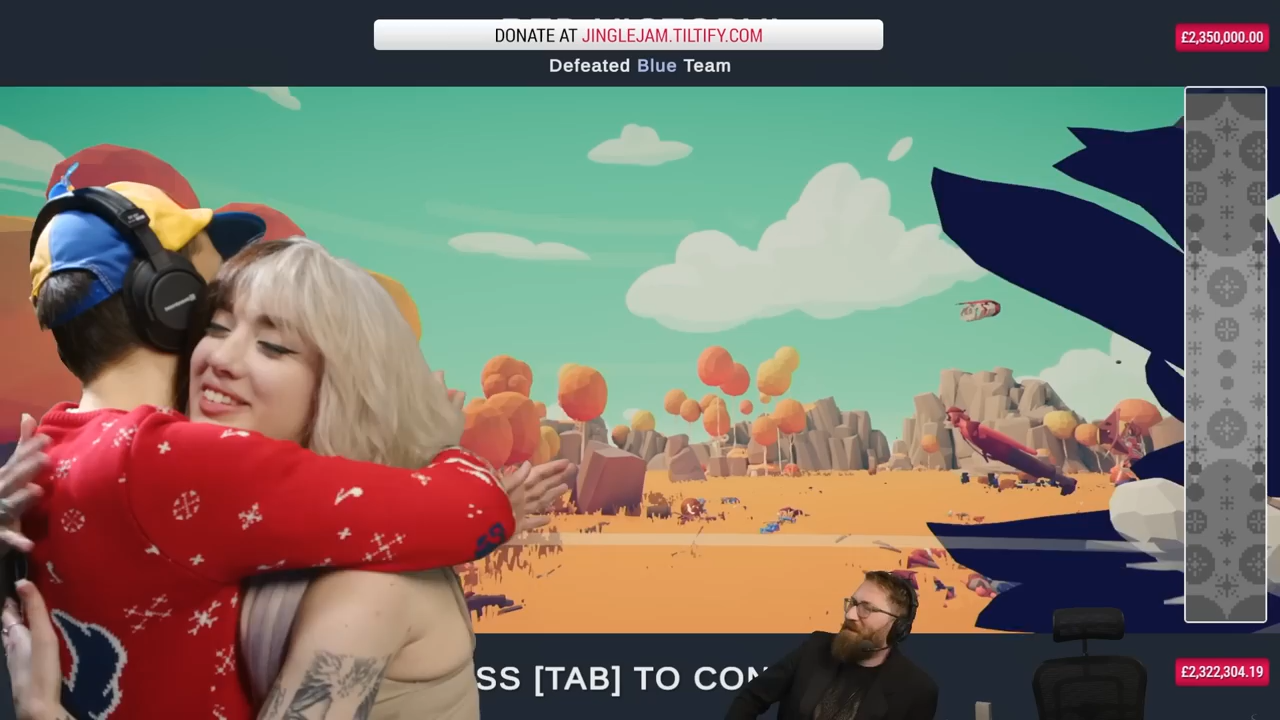 DONATE AT JINGLEJAM.TILTIFY.COM
£2,350,000.00
Defeated Blue Team
SS [TAB] TO CON
£2,322,304.19